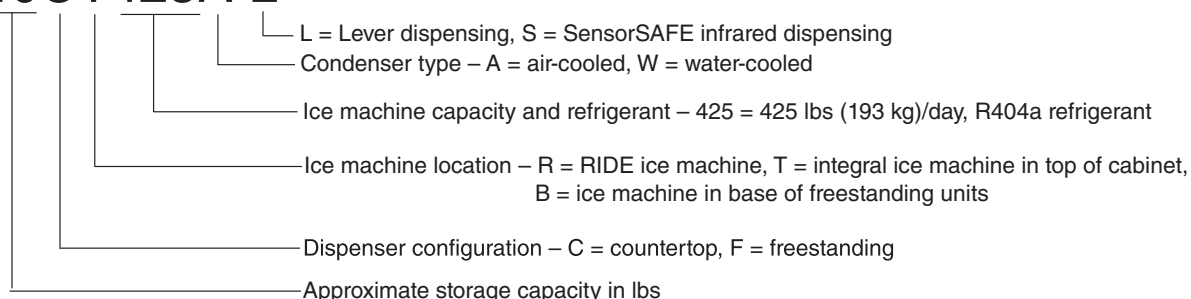 L = Lever dispensing, S = SensorSAFE infrared dispensing
Condenser type – A = air-cooled, W = water-cooled
Ice machine capacity and refrigerant – 425 = 425 lbs (193 kg)/day, R404a refrigerant
Ice machine location – R = RIDE ice machine, T = integral ice machine in top of cabinet,
B = ice machine in base of freestanding units
Dispenser configuration – C = countertop, F = freestanding
Approximate storage capacity in lbs